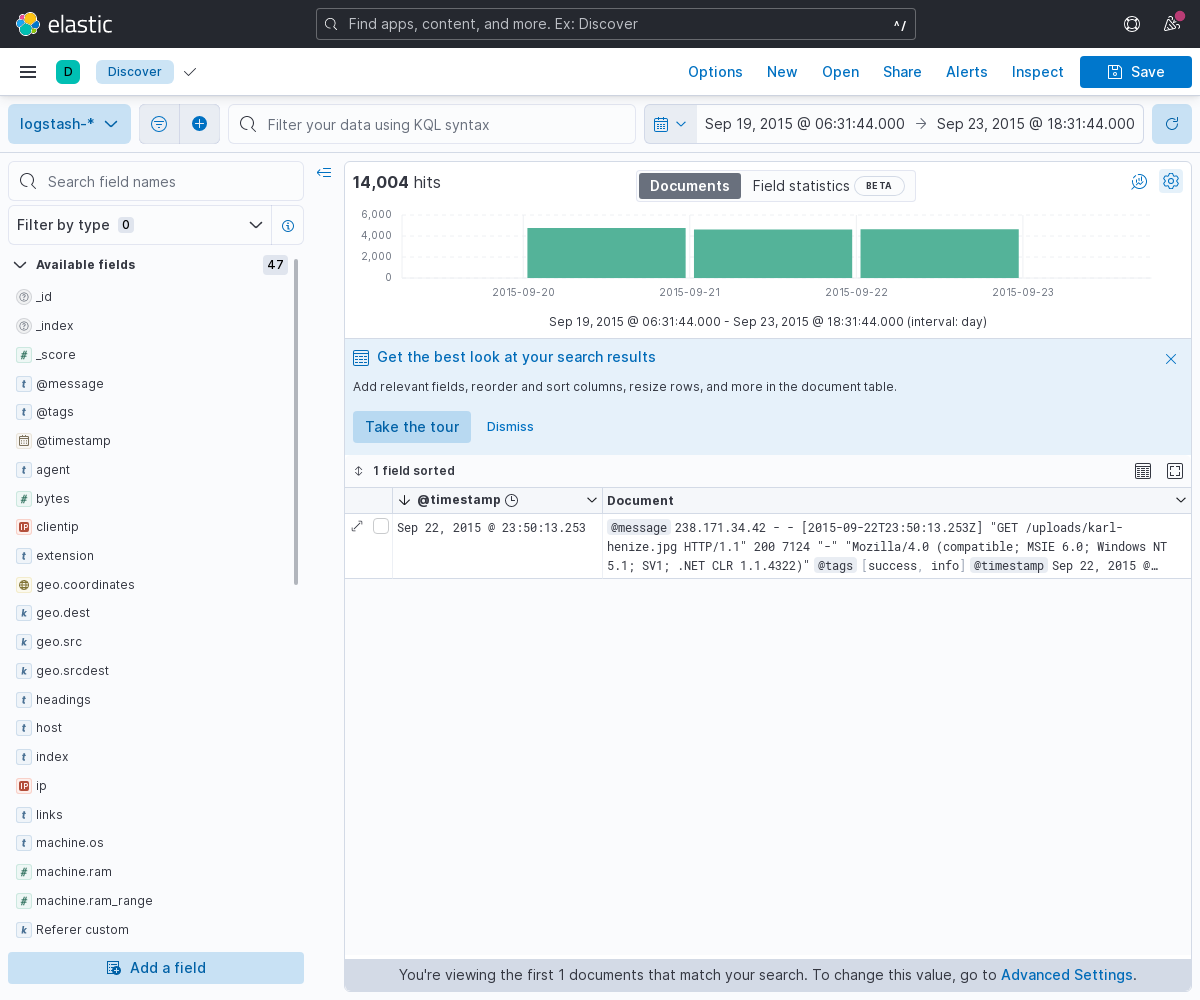 elastic
Find apps, content, and more. Ex: Discover
^/
D
Discover
Options
New
Open
Share
Alerts
Inspect
Save
logstash-*
Filter your data using KQL syntax
Sep 19, 2015 @ 06:31:44.000
Sep 23, 2015 @ 18:31:44.000
Search field names
Filter by type 0
Available fields
47
_id
_index
# _score
t @message
t @tags
@timestamp
t agent
# bytes
IP clientip
t extension
geo.coordinates
k geo.dest
k geo.src
k geo.srcdest
t headings
t host
t index
IP ip
t links
t machine.os
# machine.ram
# machine.ram_range
k Referer custom
Add a field
14,004 hits
Documents
Field statistics BETA
6,000
4,000
2,000
0
2015-09-20
2015-09-21
2015-09-22
2015-09-23
Sep 19, 2015 @ 06:31:44.000 - Sep 23, 2015 @ 18:31:44.000 (interval: day)
Get the best look at your search results
Add relevant fields, reorder and sort columns, resize rows, and more in the document table.
Take the tour
Dismiss
1 field sorted
@timestamp
Document
Sep 22, 2015 @ 23:50:13.253
@message 238.171.34.42 - - [2015-09-22T23:50:13.253Z] "GET /uploads/karl-
henize.jpg HTTP/1.1" 200 7124 "-" "Mozilla/4.0 (compatible; MSIE 6.0; Windows NT
5.1; SV1; .NET CLR 1.1.4322)" @tags [success, info] @timestamp Sep 22, 2015 @…
You're viewing the first 1 documents that match your search. To change this value, go to Advanced Settings.